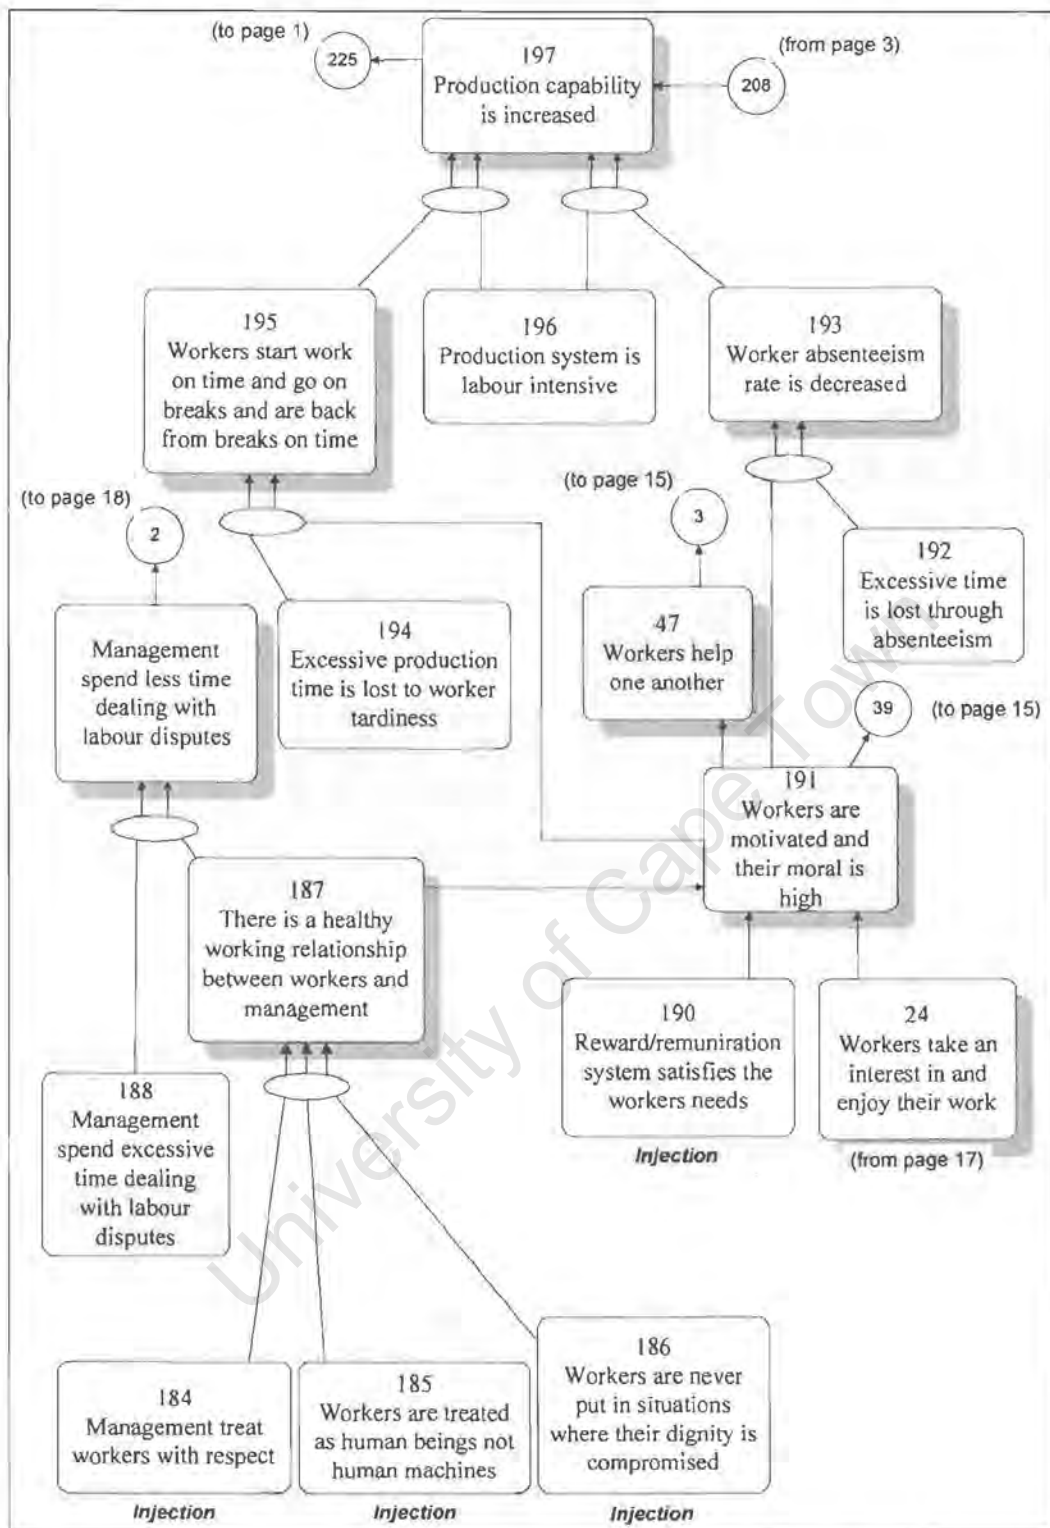 (to page 1)
225
197
Production capability
is increased
(from page 3)
208
195
Workers start work
on time and go on
breaks and are back
from breaks on time
196
Production system is
labour intensive
193
Worker absenteeism
rate is decreased
(to page 18)
2
(to page 15)
3
192
Excessive time
is lost through
absenteeism
Management
spend less time
dealing with
labour disputes
194
Excessive production
time is lost to worker
tardiness
47
Workers help
one another
39
(to page 15)
191
Workers are
motivated and
their moral is
high
187
There is a healthy
working relationship
between workers and
management
190
Reward/remuniration
system satisfies the
workers needs
Injection
24
Workers take an
interest in and
enjoy their work
(from page 17)
188
Management
spend excessive
time dealing
with labour
disputes
184
Management treat
workers with respect
Injection
185
Workers are treated
as human beings not
human machines
Injection
186
Workers are never
put in situations
where their dignity is
compromised
Injection
University of Cape Town